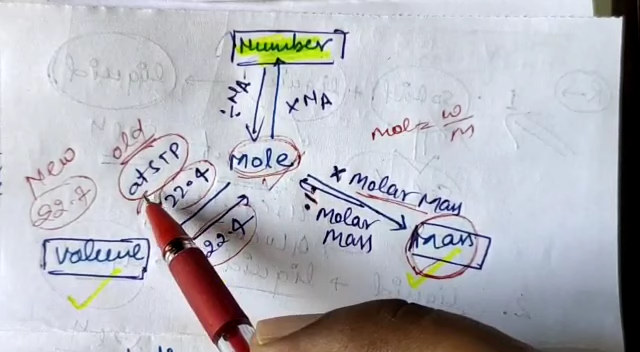 Number
÷NA
×NA
old
at STP
New
22.7
22.4
Mole
mol = w/M
× Molar Mass
÷ Molar
Mass
22.4
Volume
Mass